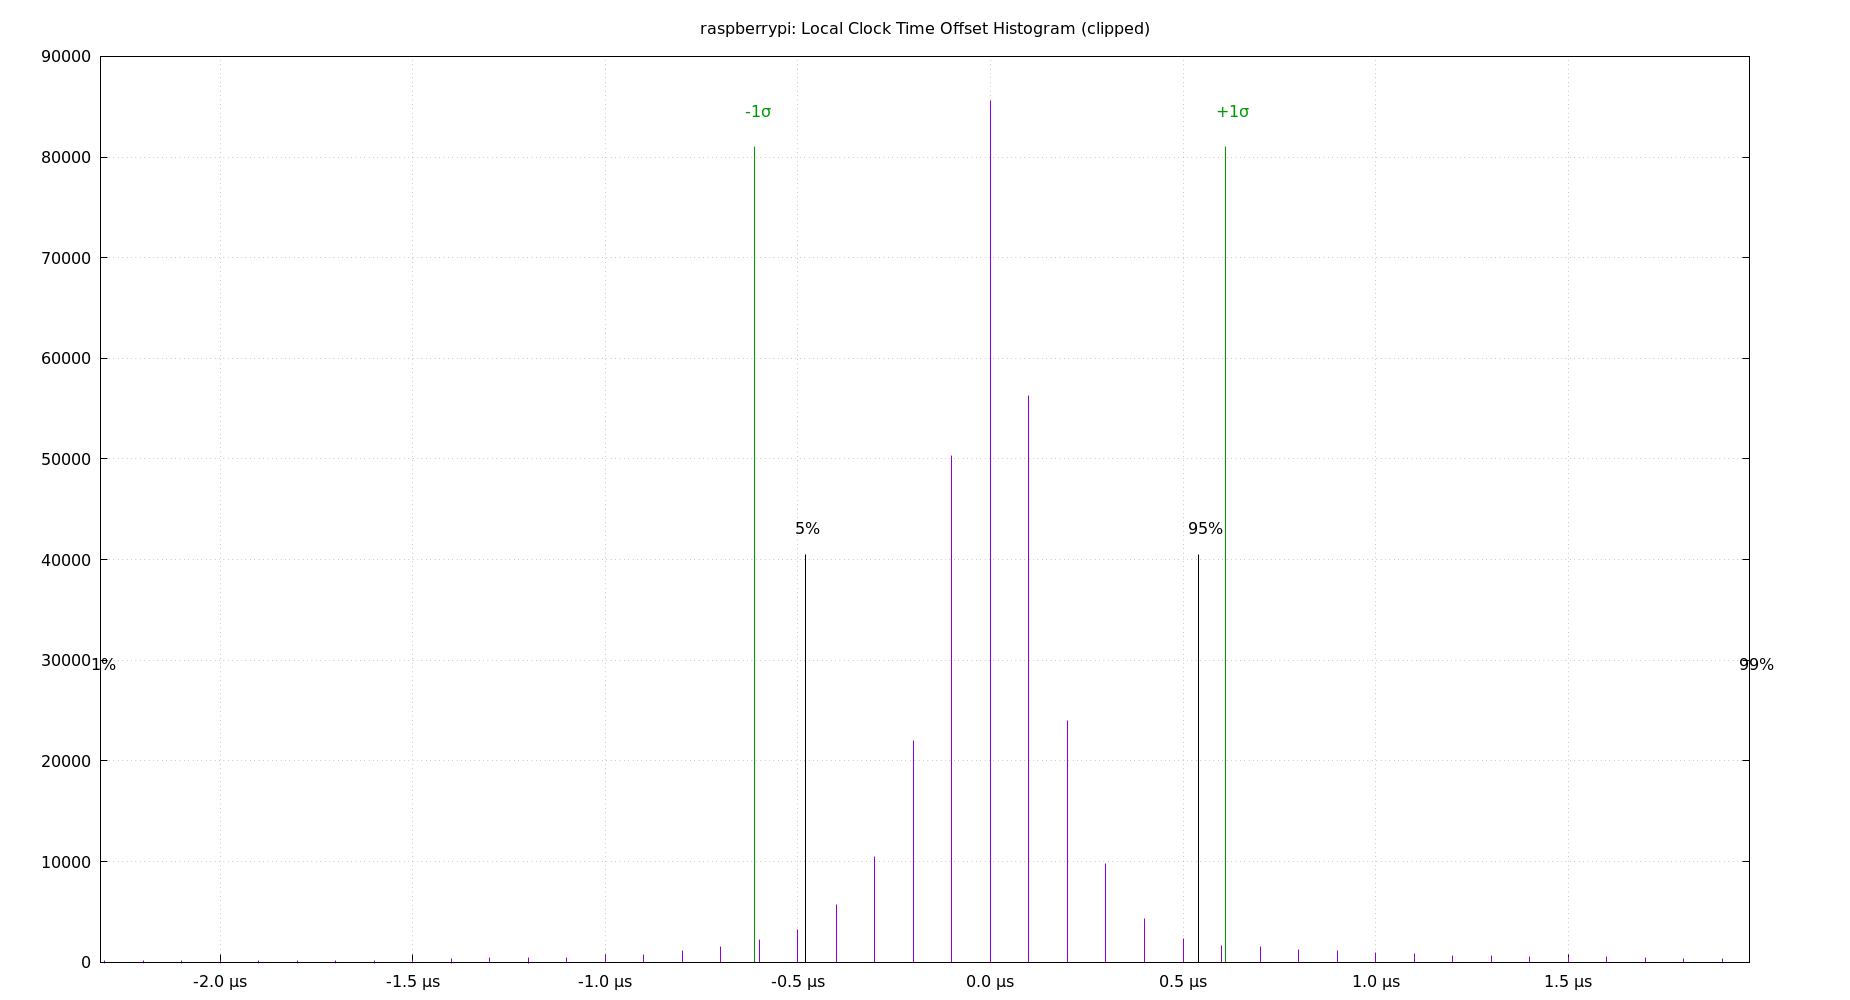 raspberrypi: Local Clock Time Offset Histogram (clipped)
90000
-1σ
+1σ
80000
70000
60000
50000
5%
95%
40000
30000
1%
99%
20000
10000
0
-2.0 µs
-1.5 µs
-1.0 µs
-0.5 µs
0.0 µs
0.5 µs
1.0 µs
1.5 µs